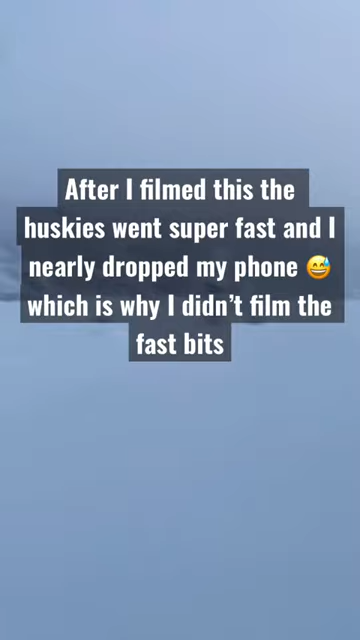 After I filmed this the
huskies went super fast and I
nearly dropped my phone 😅
which is why I didn’t film the
fast bits